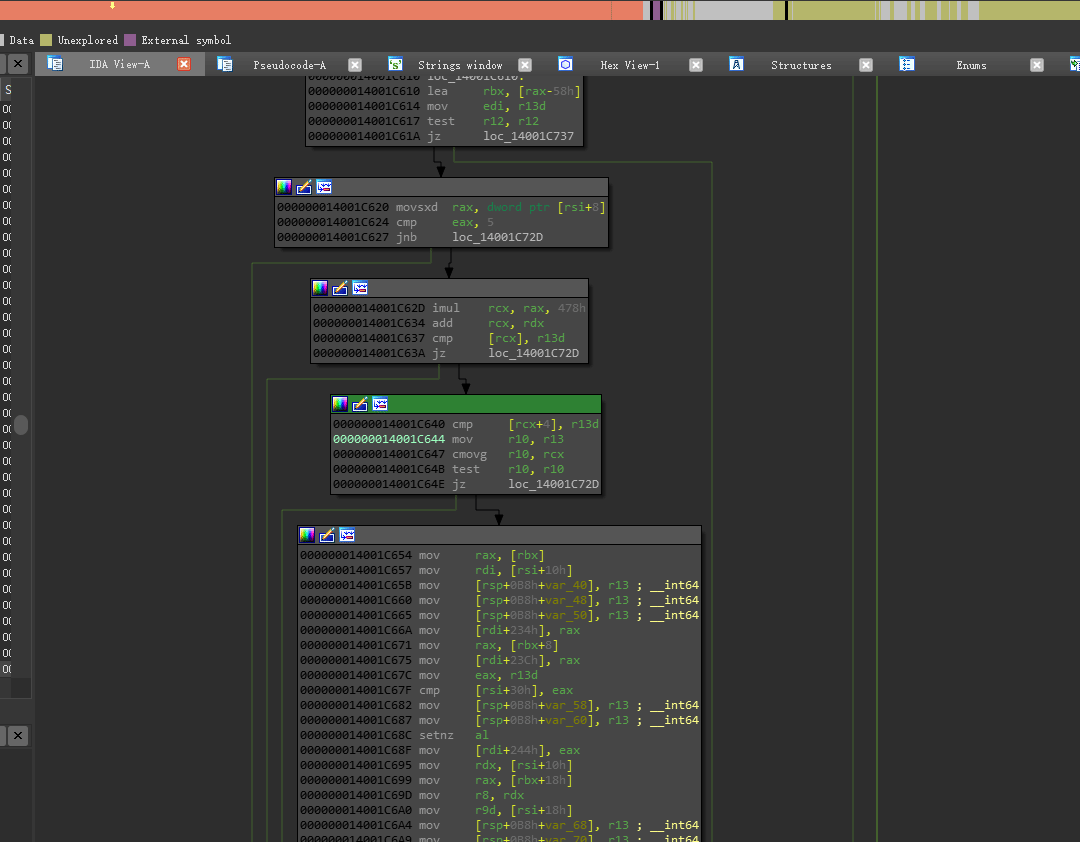 Data Unexplored External symbol
IDA View-A Pseudocode-A Strings window Hex View-1 Structures Enums
000000014001C610 loc_14001C610:
000000014001C610 lea rbx, [rax-58h]
000000014001C614 mov edi, r13d
000000014001C617 test r12, r12
000000014001C61A jz loc_14001C737
000000014001C620 movsxd rax, dword ptr [rsi+8]
000000014001C624 cmp eax, 5
000000014001C627 jnb loc_14001C72D
000000014001C62D imul rcx, rax, 478h
000000014001C634 add rcx, rdx
000000014001C637 cmp [rcx], r13d
000000014001C63A jz loc_14001C72D
000000014001C640 cmp [rcx+4], r13d
000000014001C644 mov r10, r13
000000014001C647 cmovg r10, rcx
000000014001C64B test r10, r10
000000014001C64E jz loc_14001C72D
000000014001C654 mov rax, [rbx]
000000014001C657 mov rdi, [rsi+10h]
000000014001C65B mov [rsp+0B8h+var_40], r13 ; __int64
000000014001C660 mov [rsp+0B8h+var_48], r13 ; __int64
000000014001C665 mov [rsp+0B8h+var_50], r13 ; __int64
000000014001C66A mov [rdi+234h], rax
000000014001C671 mov rax, [rbx+8]
000000014001C675 mov [rdi+23Ch], rax
000000014001C67C mov eax, r13d
000000014001C67F cmp [rsi+30h], eax
000000014001C682 mov [rsp+0B8h+var_58], r13 ; __int64
000000014001C687 mov [rsp+0B8h+var_60], r13 ; __int64
000000014001C68C setnz al
000000014001C68F mov [rdi+244h], eax
000000014001C695 mov rdx, [rsi+10h]
000000014001C699 mov rax, [rbx+18h]
000000014001C69D mov r8, rdx
000000014001C6A0 mov r9d, [rsi+18h]
000000014001C6A4 mov [rsp+0B8h+var_68], r13 ; __int64
000000014001C6A9 mov [rsp+0B8h+var_70], r13 ; __int64